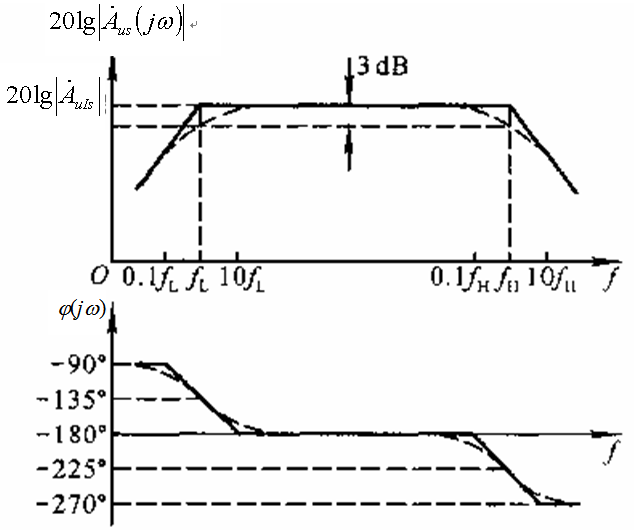 20lg|Ȧus(jω)|
3 dB
20lg|ȦuIs|
O 0.1fL fL 10fL 0.1fH fH 10fH f
φ(jω)
-90°
-135°
-180°
f
-225°
-270°